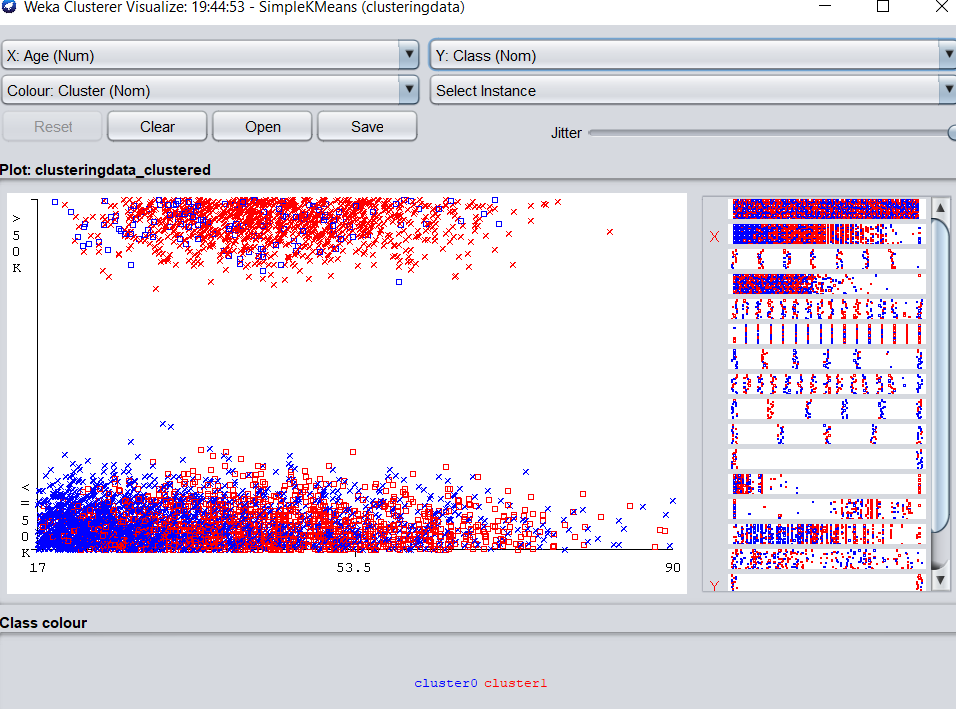 Weka Clusterer Visualize: 19:44:53 - SimpleKMeans (clusteringdata)
X: Age (Num)
Y: Class (Nom)
Colour: Cluster (Nom)
Select Instance
Reset
Clear
Open
Save
Jitter
Plot: clusteringdata_clustered
>50K
<=50K
17
53.5
90
X
Y
Class colour
cluster0 cluster1